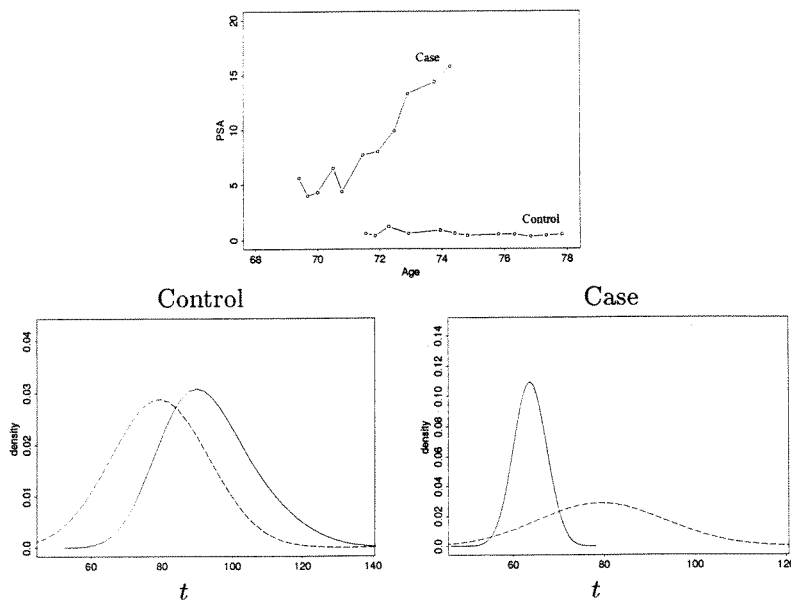 20
15
10
5
0
PSA
Case
Control
68 70 72 74 76 78
Age
Control
0.04
0.03
0.02
0.01
0.0
density
60 80 100 120 140
t
Case
0.14
0.12
0.10
0.08
0.06
0.04
0.02
0.0
density
60 80 100 120
t